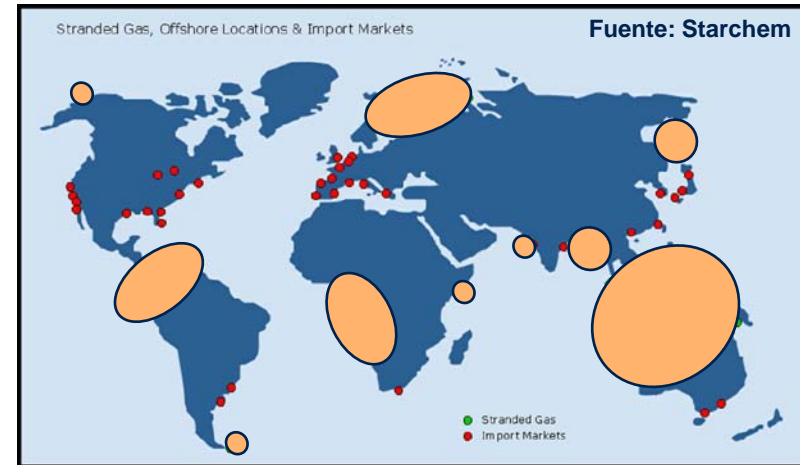 Stranded Gas, Offshore Locations & Import Markets
Fuente: Starchem
Stranded Gas
Import Markets